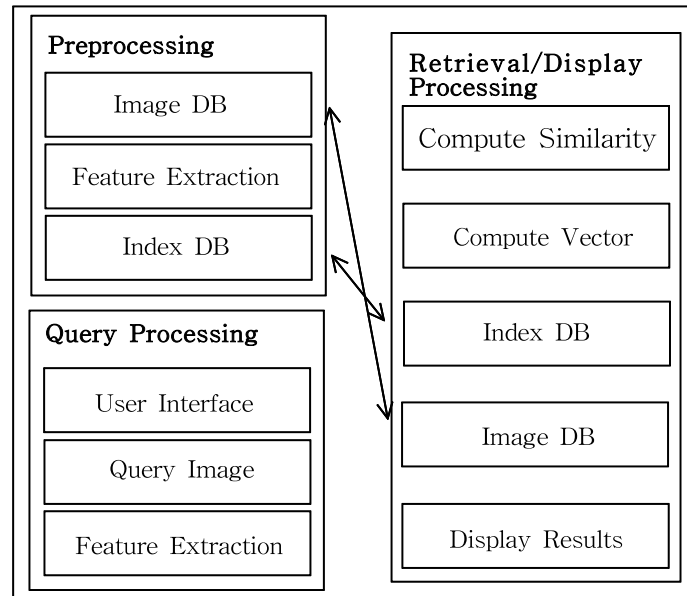 Preprocessing
Image DB
Feature Extraction
Index DB
Query Processing
User Interface
Query Image
Feature Extraction
Retrieval/Display
Processing
Compute Similarity
Compute Vector
Index DB
Image DB
Display Results